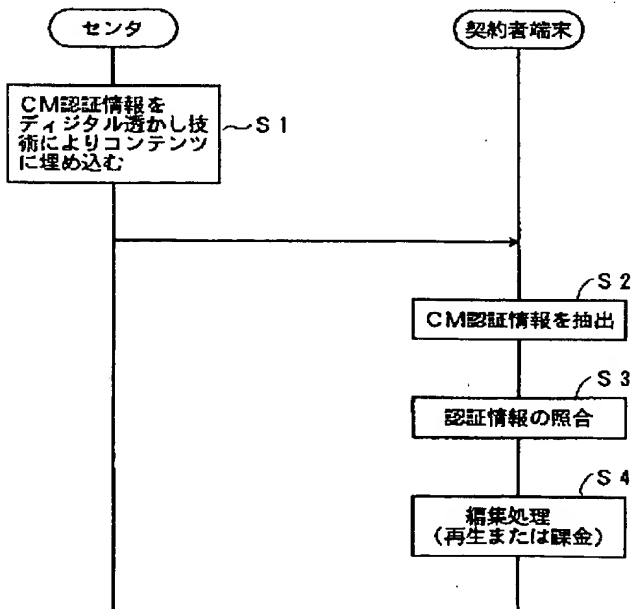 センタ
契約者端末
CM認証情報を
ディジタル透かし技
術によりコンテンツ
に埋め込む
S1
S2
CM認証情報を抽出
S3
認証情報の照合
S4
編集処理
(再生または課金)